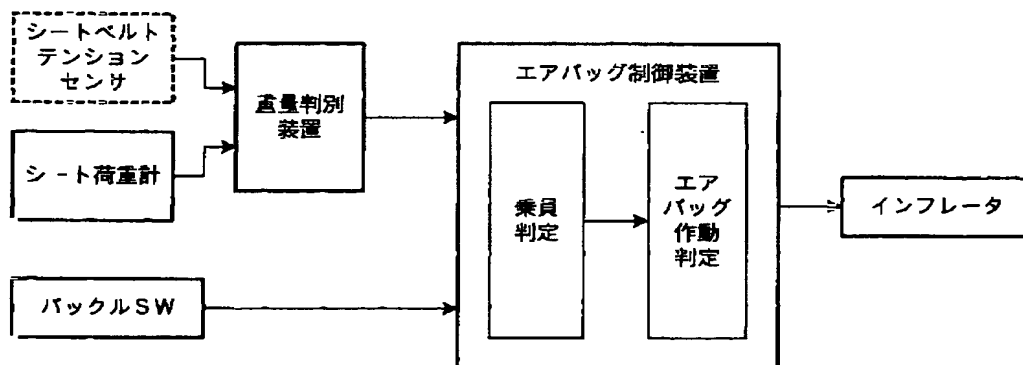 シートベルト
テンション
センサ
シート荷重計
重量判別
装置
バックルSW
エアバッグ制御装置
乗員
判定
エア
バッグ
作動
判定
インフレータ